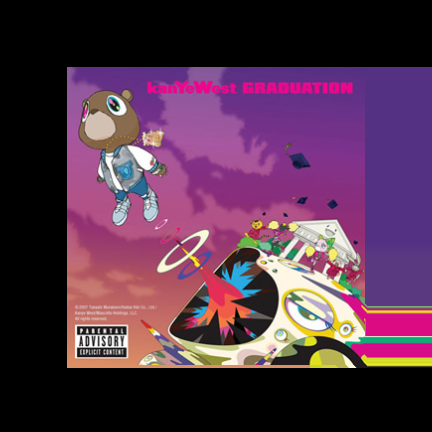 kanYeWest GRADUATION
©2007 Takashi Murakami/Kaikai Kiki Co., Ltd./
Kanye West/Mascotte Holdings, LLC.
All rights reserved.
PARENTAL
ADVISORY
EXPLICIT CONTENT